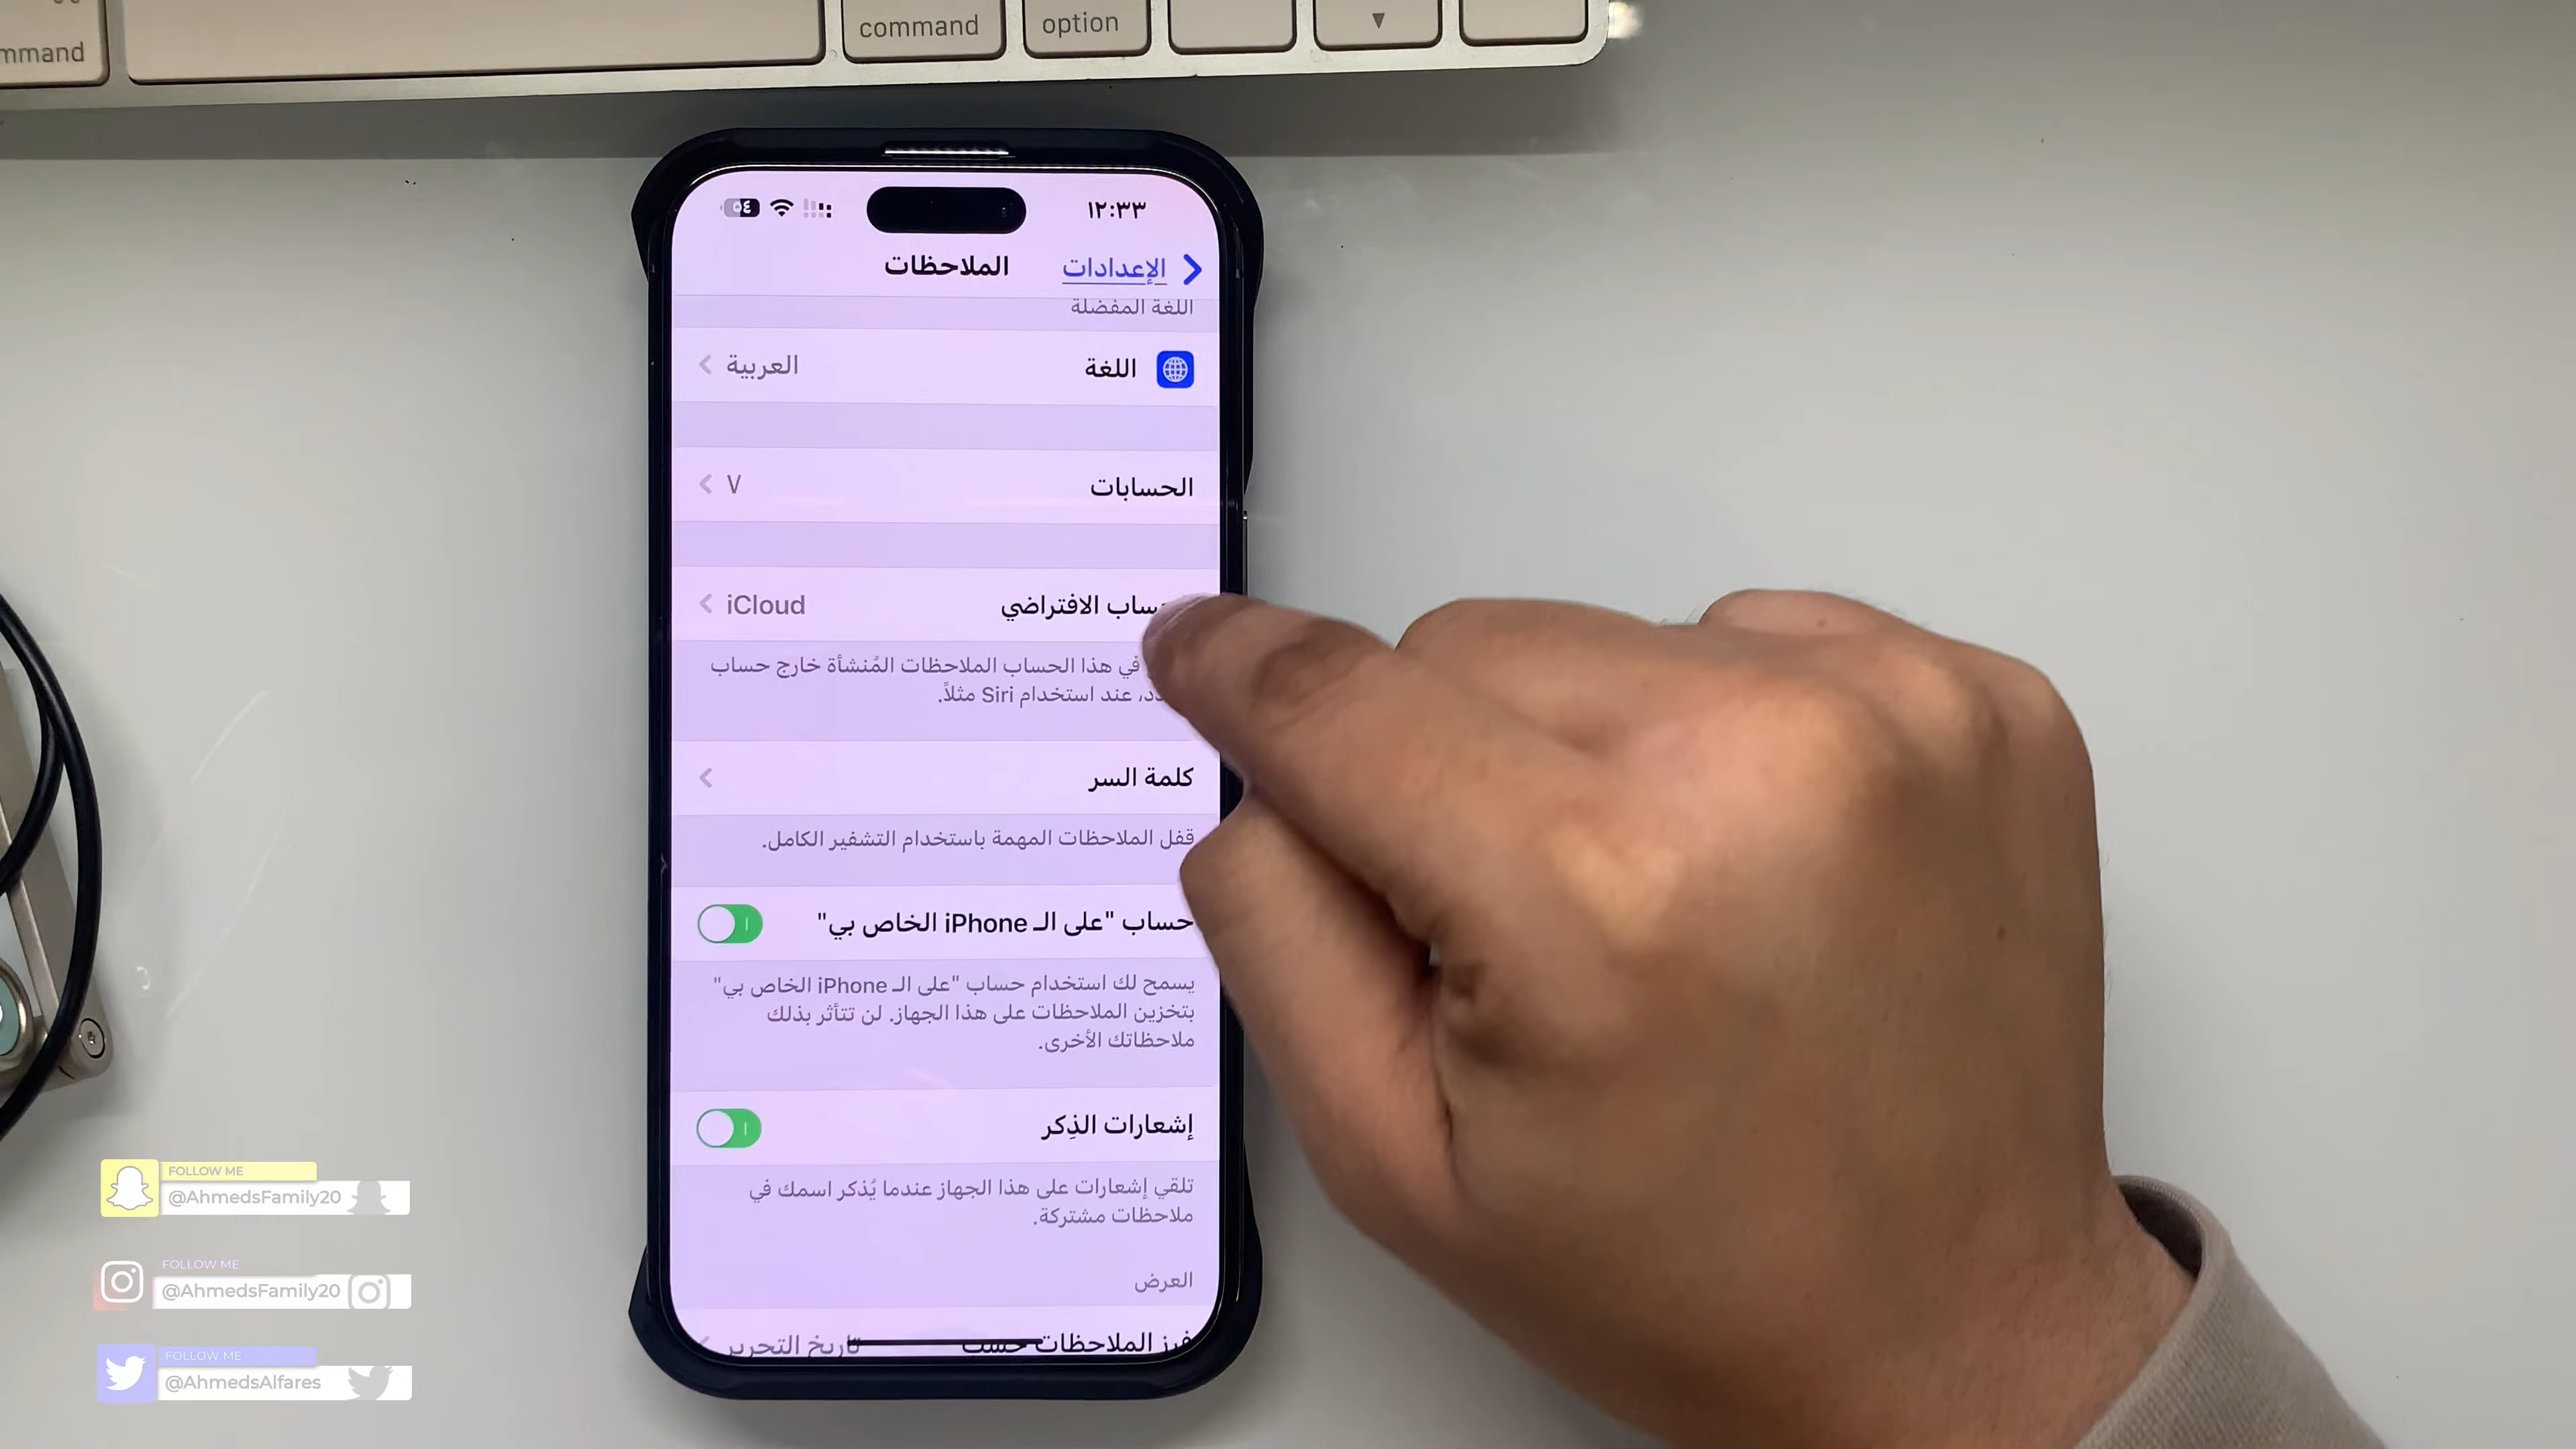 command
option
١٢:٣٣
الإعدادات
الملاحظات
اللغة المفضلة
اللغة
العربية
الحسابات
٧
الافتراضي
iCloud
في هذا الحساب الملاحظات المُنشأة خارج حساب
عند استخدام Siri مثلاً.
كلمة السر
قفل الملاحظات المهمة باستخدام التشفير الكامل.
حساب "على الـ iPhone الخاص بي"
يسمح لك استخدام حساب "على الـ iPhone الخاص بي"
بتخزين الملاحظات على هذا الجهاز. لن تتأثر بذلك
ملاحظاتك الأخرى.
إشعارات الذِكر
تلقي إشعارات على هذا الجهاز عندما يُذكر اسمك في
ملاحظات مشتركة.
العرض
فرز الملاحظات حسب
تاريخ التحرير
FOLLOW ME
@AhmedsFamily20
FOLLOW ME
@AhmedsFamily20
FOLLOW ME
@AhmedsAlfares